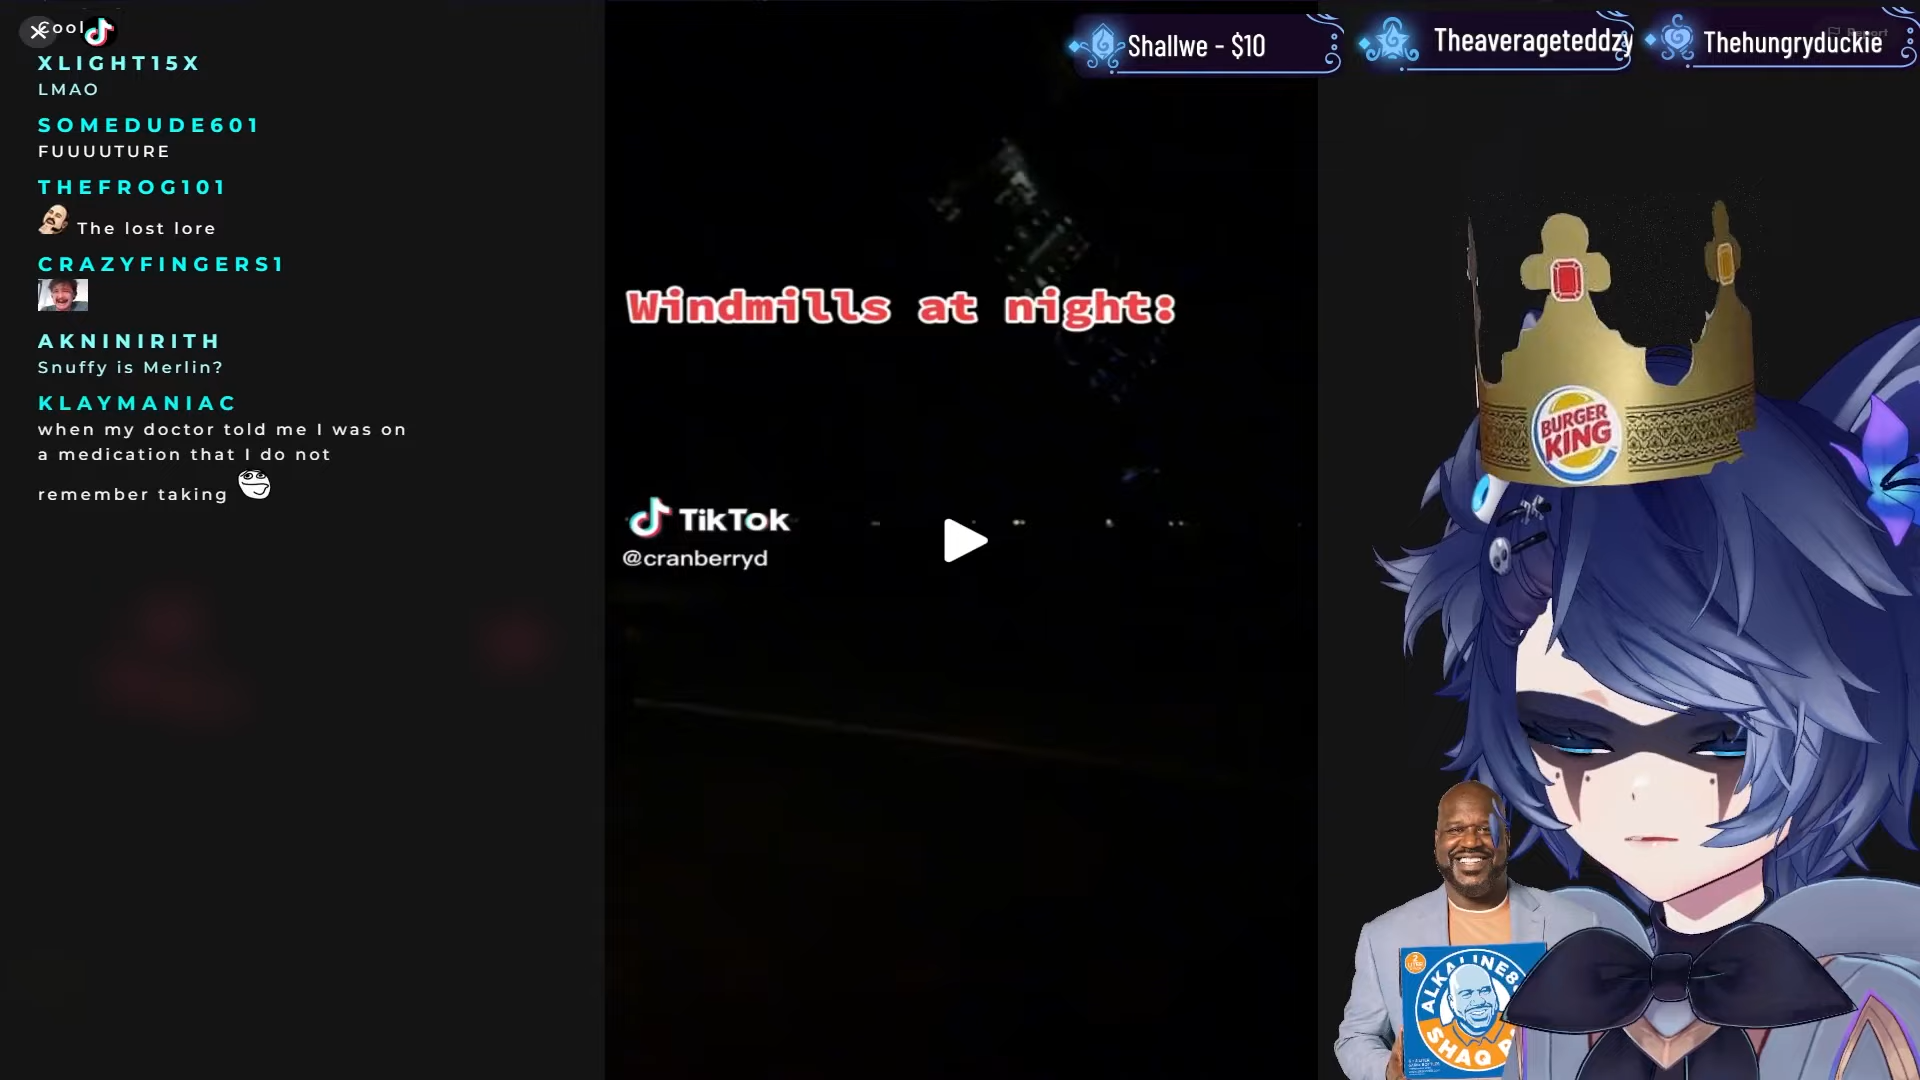 Cool
XLIGHT15X
LMAO
SOMEDUDE601
FUUUUTURE
THEFROG101
The lost lore
CRAZYFINGERS1
AKNINIRITH
Snuffy is Merlin?
KLAYMANIAC
when my doctor told me I was on
a medication that I do not
remember taking
Shallwe - $10
Theaverageteddzy
Thehungryduckie
Report
Windmills at night:
TikTok
@cranberryd
BURGER
KING
ALKALINE8
SHAQ